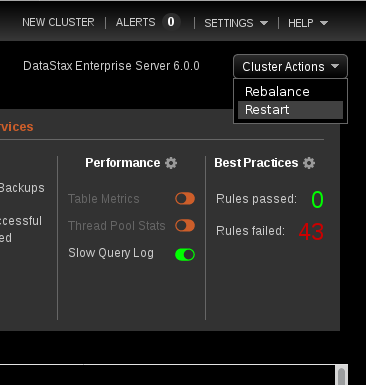 NEW CLUSTER ALERTS 0 SETTINGS HELP
DataStax Enterprise Server 6.0.0 Cluster Actions
Rebalance
Restart
Performance Best Practices
Backups
Table Metrics
Rules passed: 0
Thread Pool Stats
Rules failed: 43
Slow Query Log